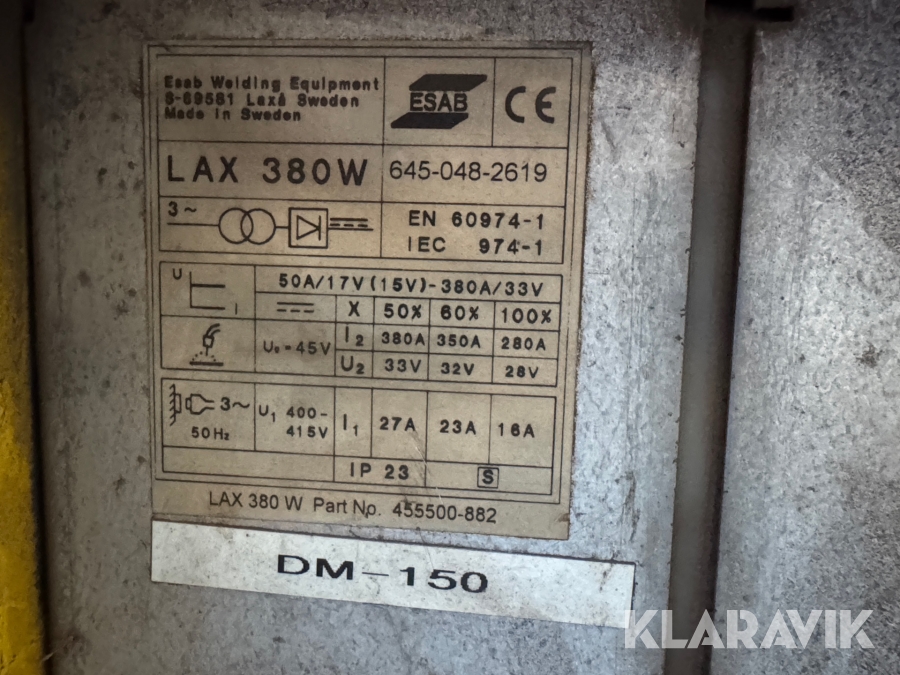 Esab Welding Equipment
S-69581 Laxå Sweden
Made in Sweden
ESAB
CE
LAX 380W
645-048-2619
3~
EN 60974-1
IEC 974-1
U
I
50A/17V(15V)-380A/33V
X 50% 60% 100%
U₀=45V
I₂ 380A 350A 280A
U₂ 33V 32V 28V
3~
50Hz
U₁ 400-
415V
I₁ 27A 23A 16A
IP 23
S
LAX 380 W Part No. 455500-882
DM-150
KLARAVIK